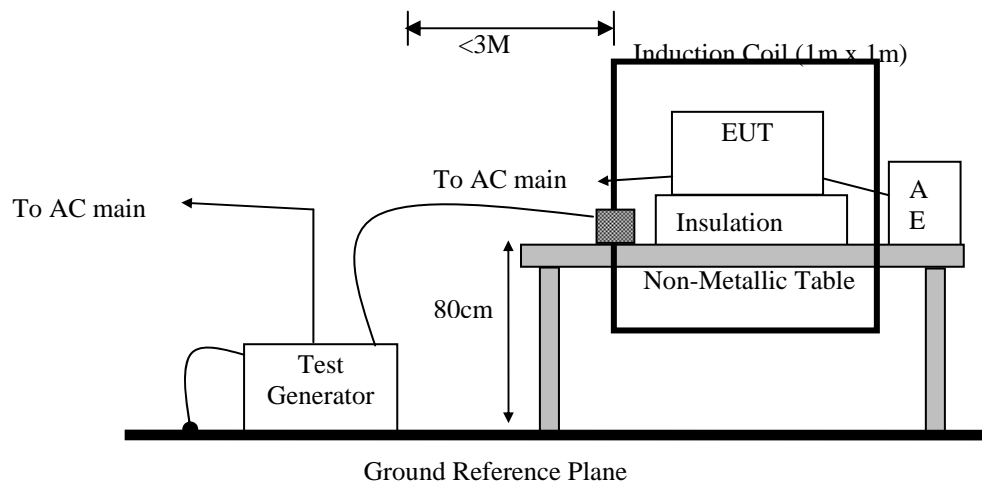 <3M
Induction Coil (1m x 1m)
EUT
To AC main
To AC main
A
E
Insulation
Non-Metallic Table
80cm
Test
Generator
Ground Reference Plane